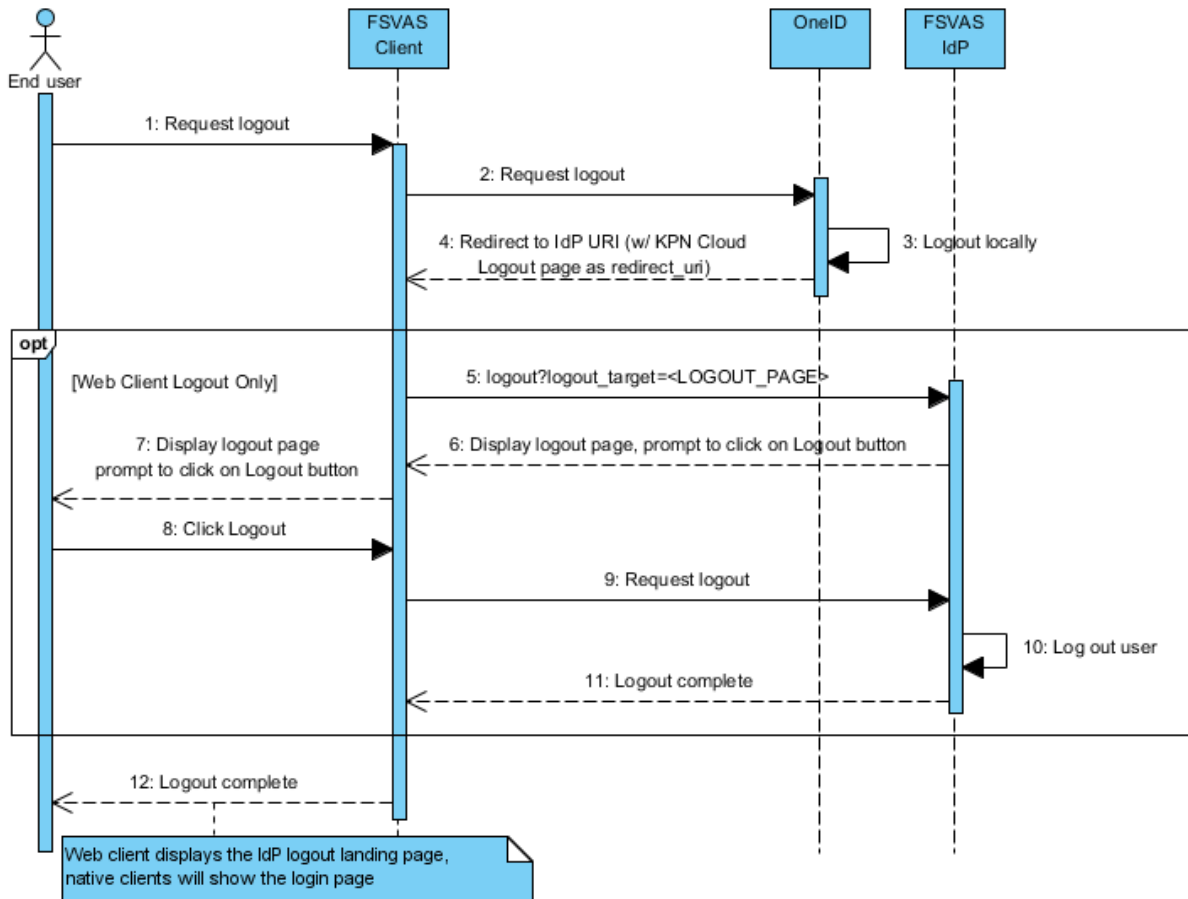 FSVAS
Client
OneID
FSVAS
IdP
End user
1: Request logout
2: Request logout
3: Logout locally
4: Redirect to IdP URI (w/ KPN Cloud
Logout page as redirect_uri)
opt
[Web Client Logout Only]
5: logout?logout_target=<LOGOUT_PAGE>
6: Display logout page, prompt to click on Logout button
7: Display logout page
prompt to click on Logout button
8: Click Logout
9: Request logout
10: Log out user
11: Logout complete
12: Logout complete
Web client displays the IdP logout landing page,
native clients will show the login page